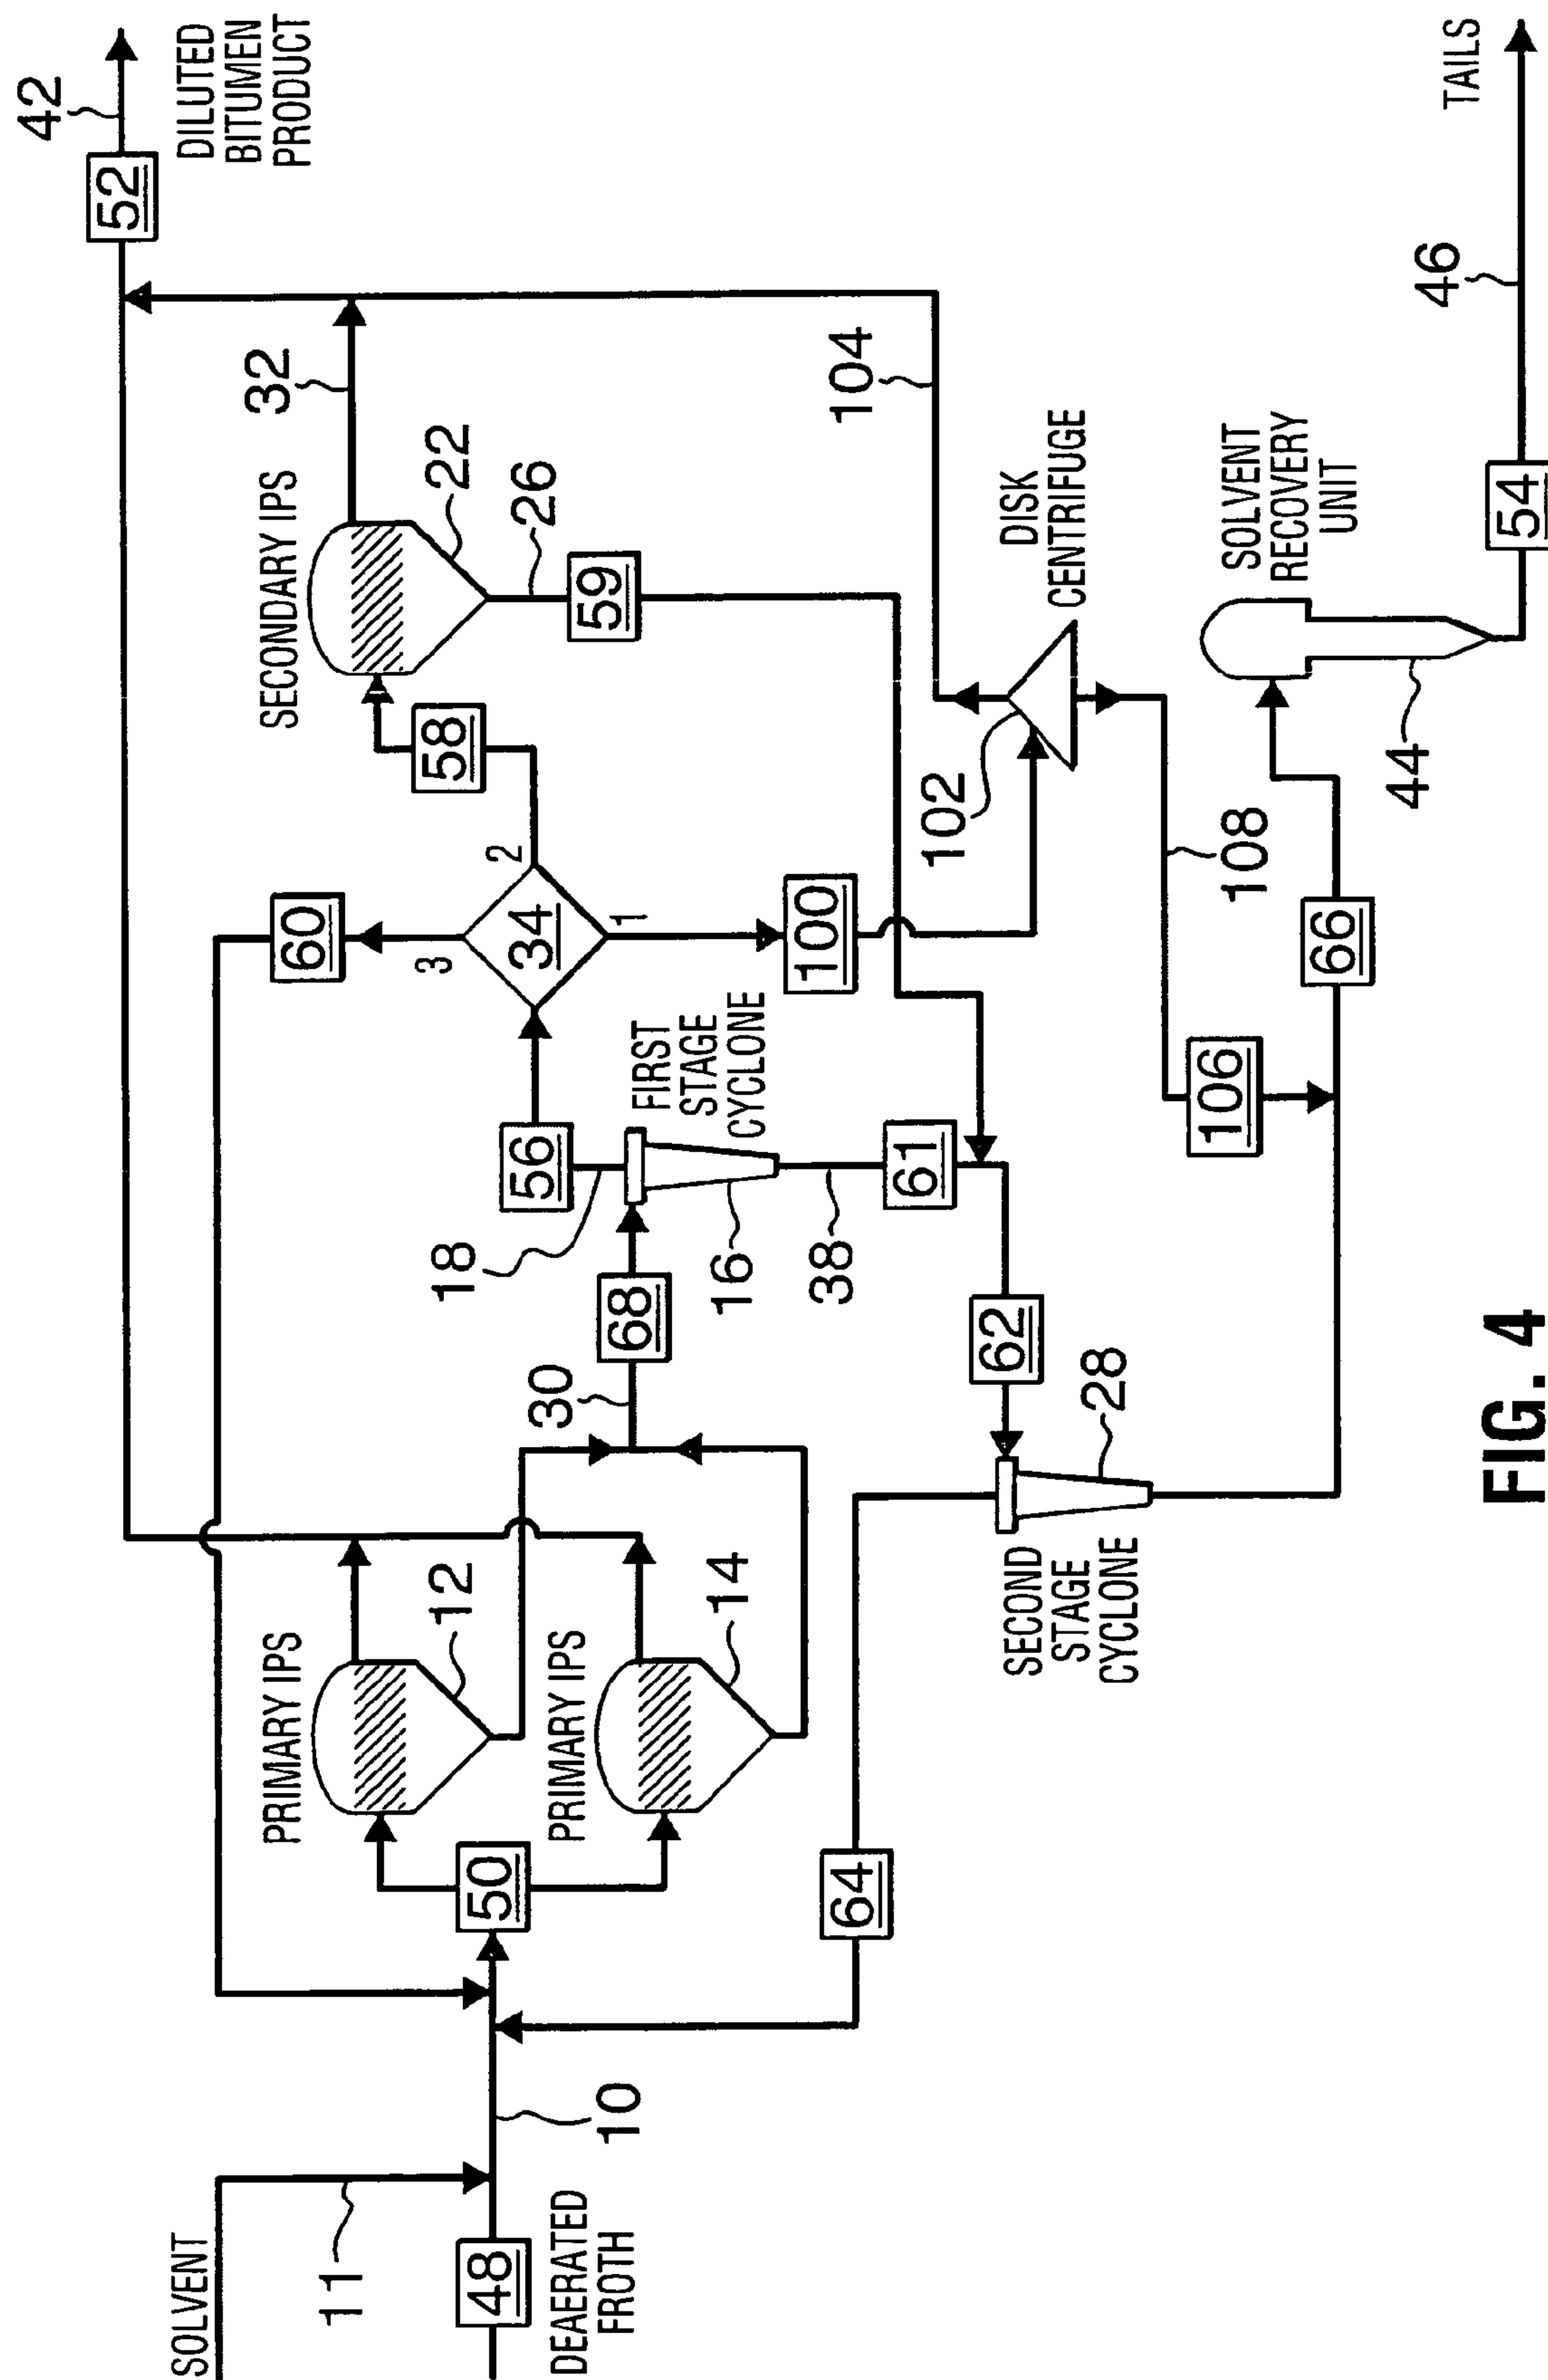 42
52
DILUTED
BITUMEN
PRODUCT
32
SECONDARY IPS
22
26
59
58
60
3
2
34
1
100
104
102
DISK
CENTRIFUGE
56
18
68
30
FIRST
STAGE
CYCLONE
16
38
61
62
PRIMARY IPS
12
PRIMARY IPS
14
50
64
SECOND
STAGE
CYCLONE
28
106
108
66
SOLVENT
RECOVERY
UNIT
44
54
46
TAILS
SOLVENT
11
48
DEAERATED
FROTH
10
FIG. 4